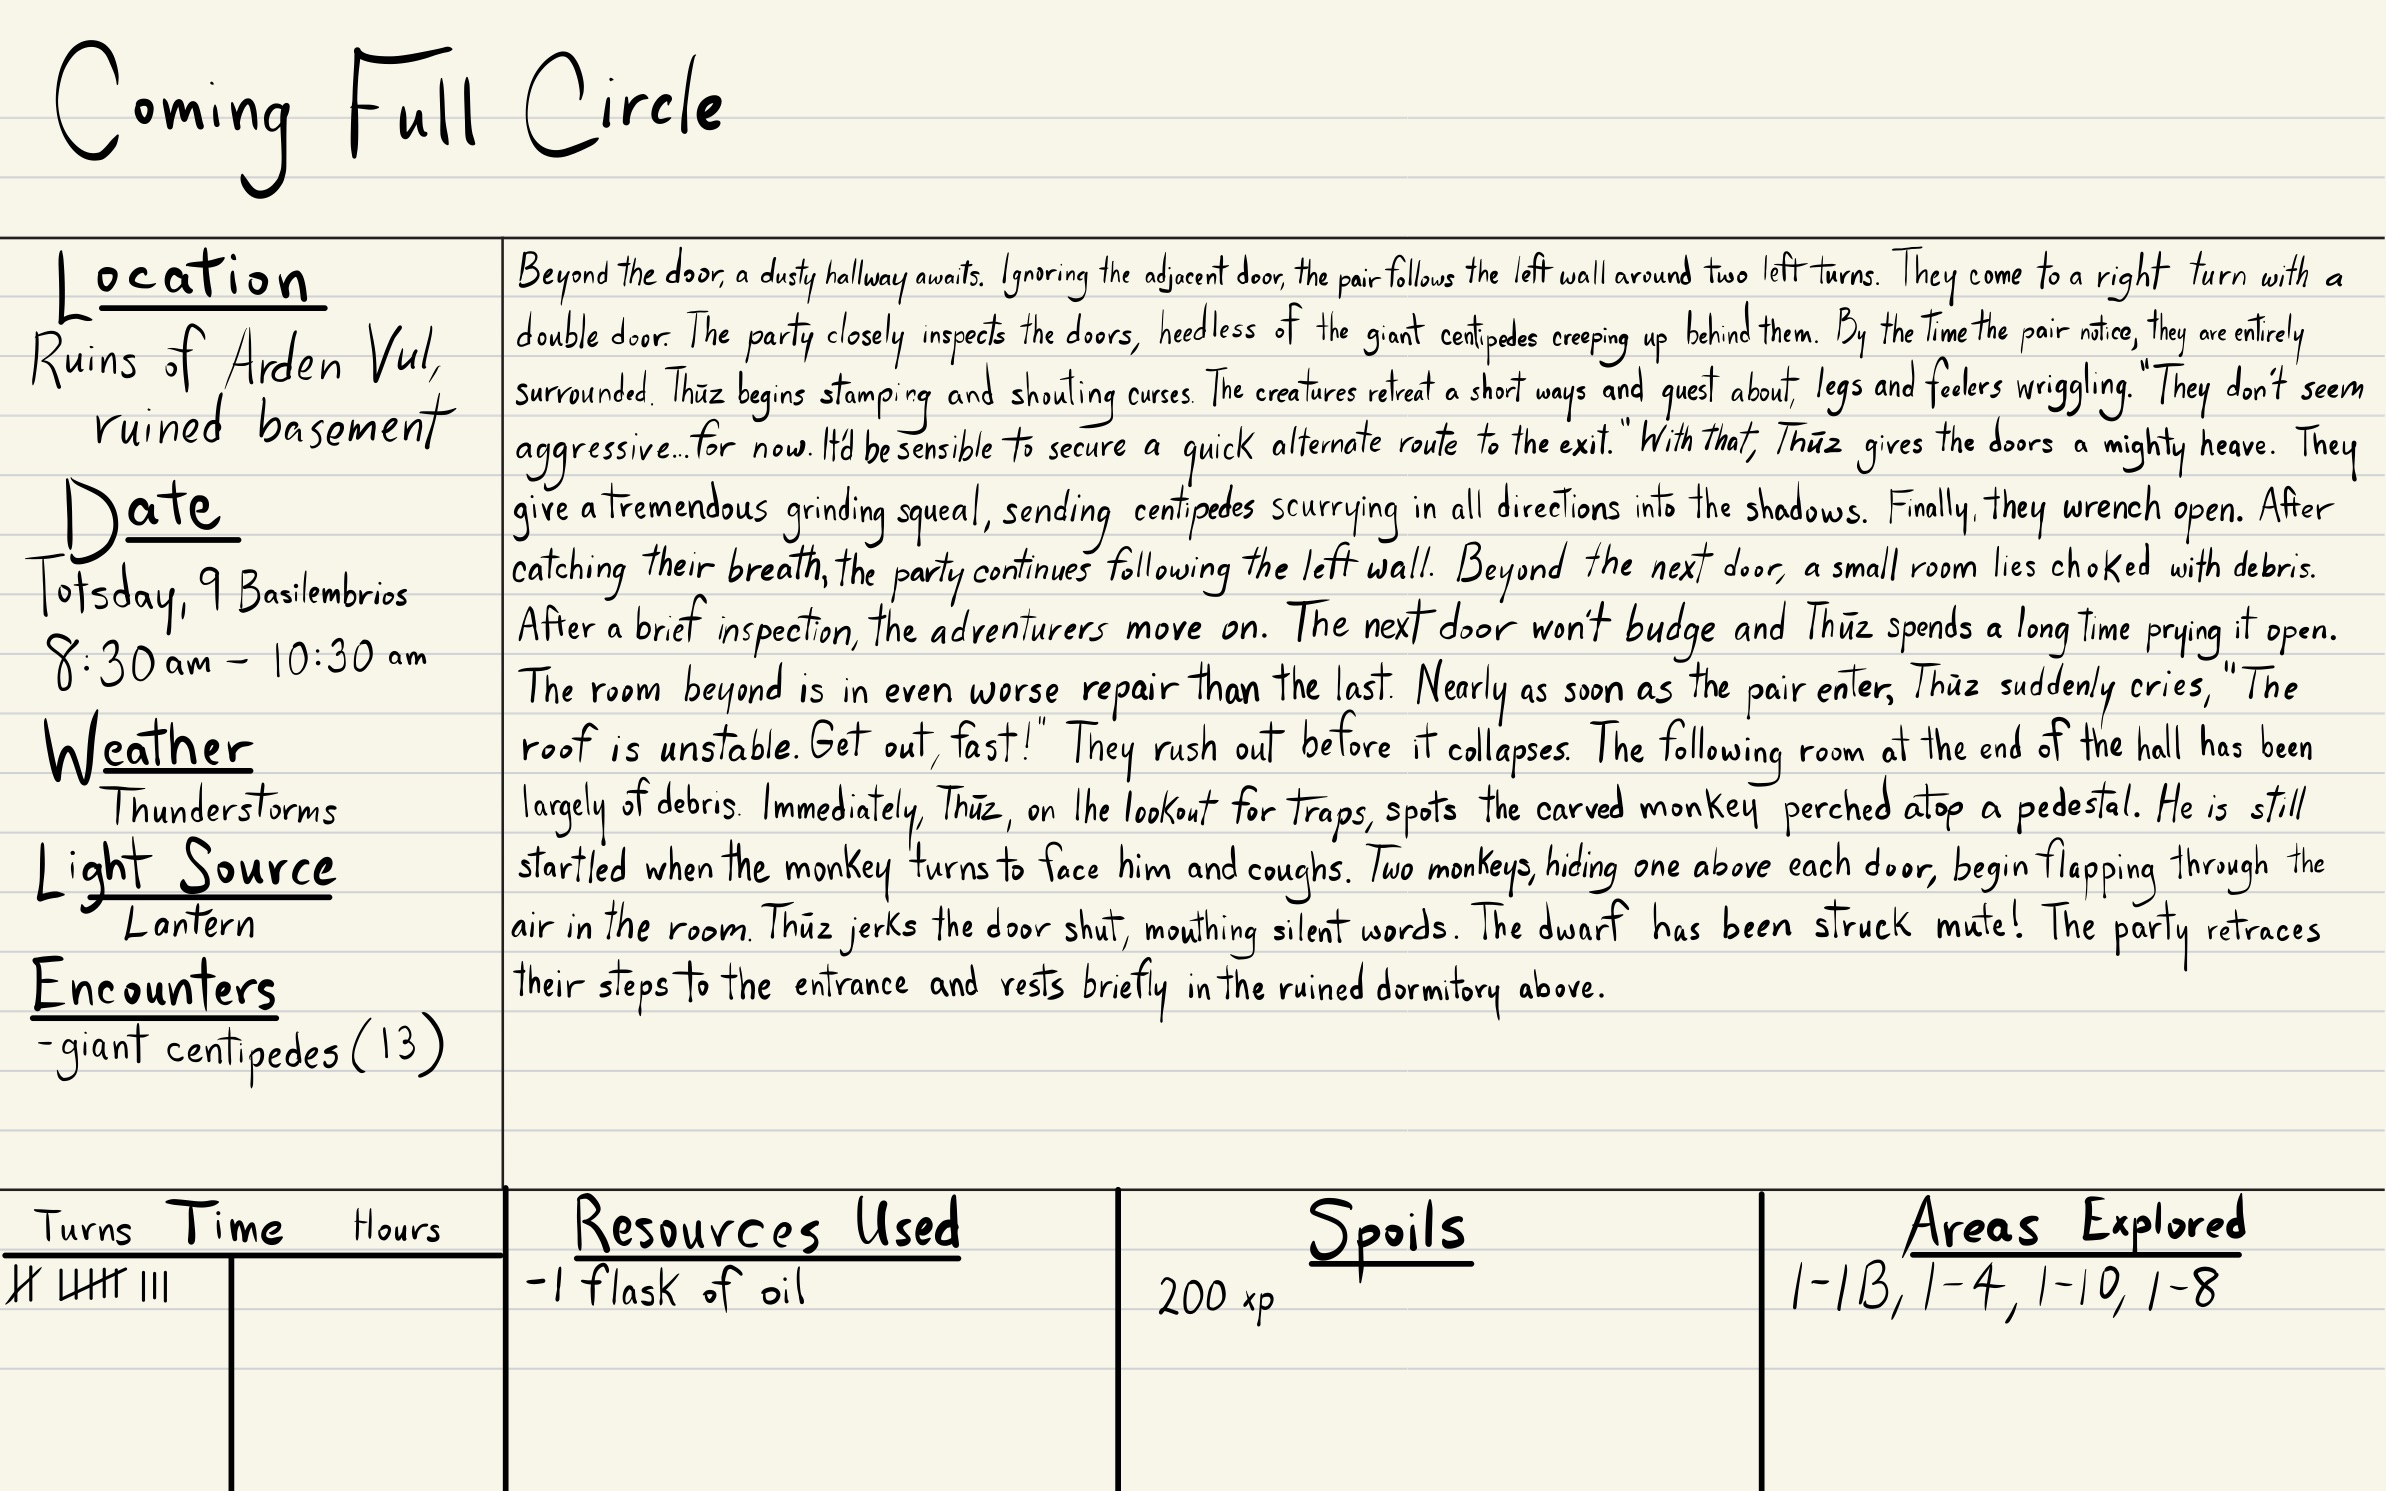 Coming Full Circle
Location
Ruins of Arden Vul,
ruined basement
Date
Totsday, 9 Basilembrios
8:30 am - 10:30 am
Weather
Thunderstorms
Light Source
Lantern
Encounters
- giant centipedes (13)
Beyond the door, a dusty hallway awaits. Ignoring the adjacent door, the pair follows the left wall around two left turns. They come to a right turn with a
double door. The party closely inspects the doors, heedless of the giant centipedes creeping up behind them. By the time the pair notice, they are entirely
surrounded. Thūz begins stamping and shouting curses. The creatures retreat a short ways and quest about, legs and feelers wriggling. "They don't seem
aggressive...for now. It'd be sensible to secure a quick alternate route to the exit." With that, Thūz gives the doors a mighty heave. They
give a tremendous grinding squeal, sending centipedes scurrying in all directions into the shadows. Finally, they wrench open. After
catching their breath, the party continues following the left wall. Beyond the next door, a small room lies choked with debris.
After a brief inspection, the adventurers move on. The next door won't budge and Thūz spends a long time prying it open.
The room beyond is in even worse repair than the last. Nearly as soon as the pair enter, Thūz suddenly cries, "The
roof is unstable. Get out, fast!" They rush out before it collapses. The following room at the end of the hall has been
largely of debris. Immediately, Thūz, on the lookout for traps, spots the carved monkey perched atop a pedestal. He is still
startled when the monkey turns to face him and coughs. Two monkeys, hiding one above each door, begin flapping through the
air in the room. Thūz jerks the door shut, mouthing silent words. The dwarf has been struck mute! The party retraces
their steps to the entrance and rests briefly in the ruined dormitory above.
Turns Time Hours
Resources Used
-1 flask of oil
Spoils
200 xp
Areas Explored
1-1B, 1-4, 1-10, 1-8